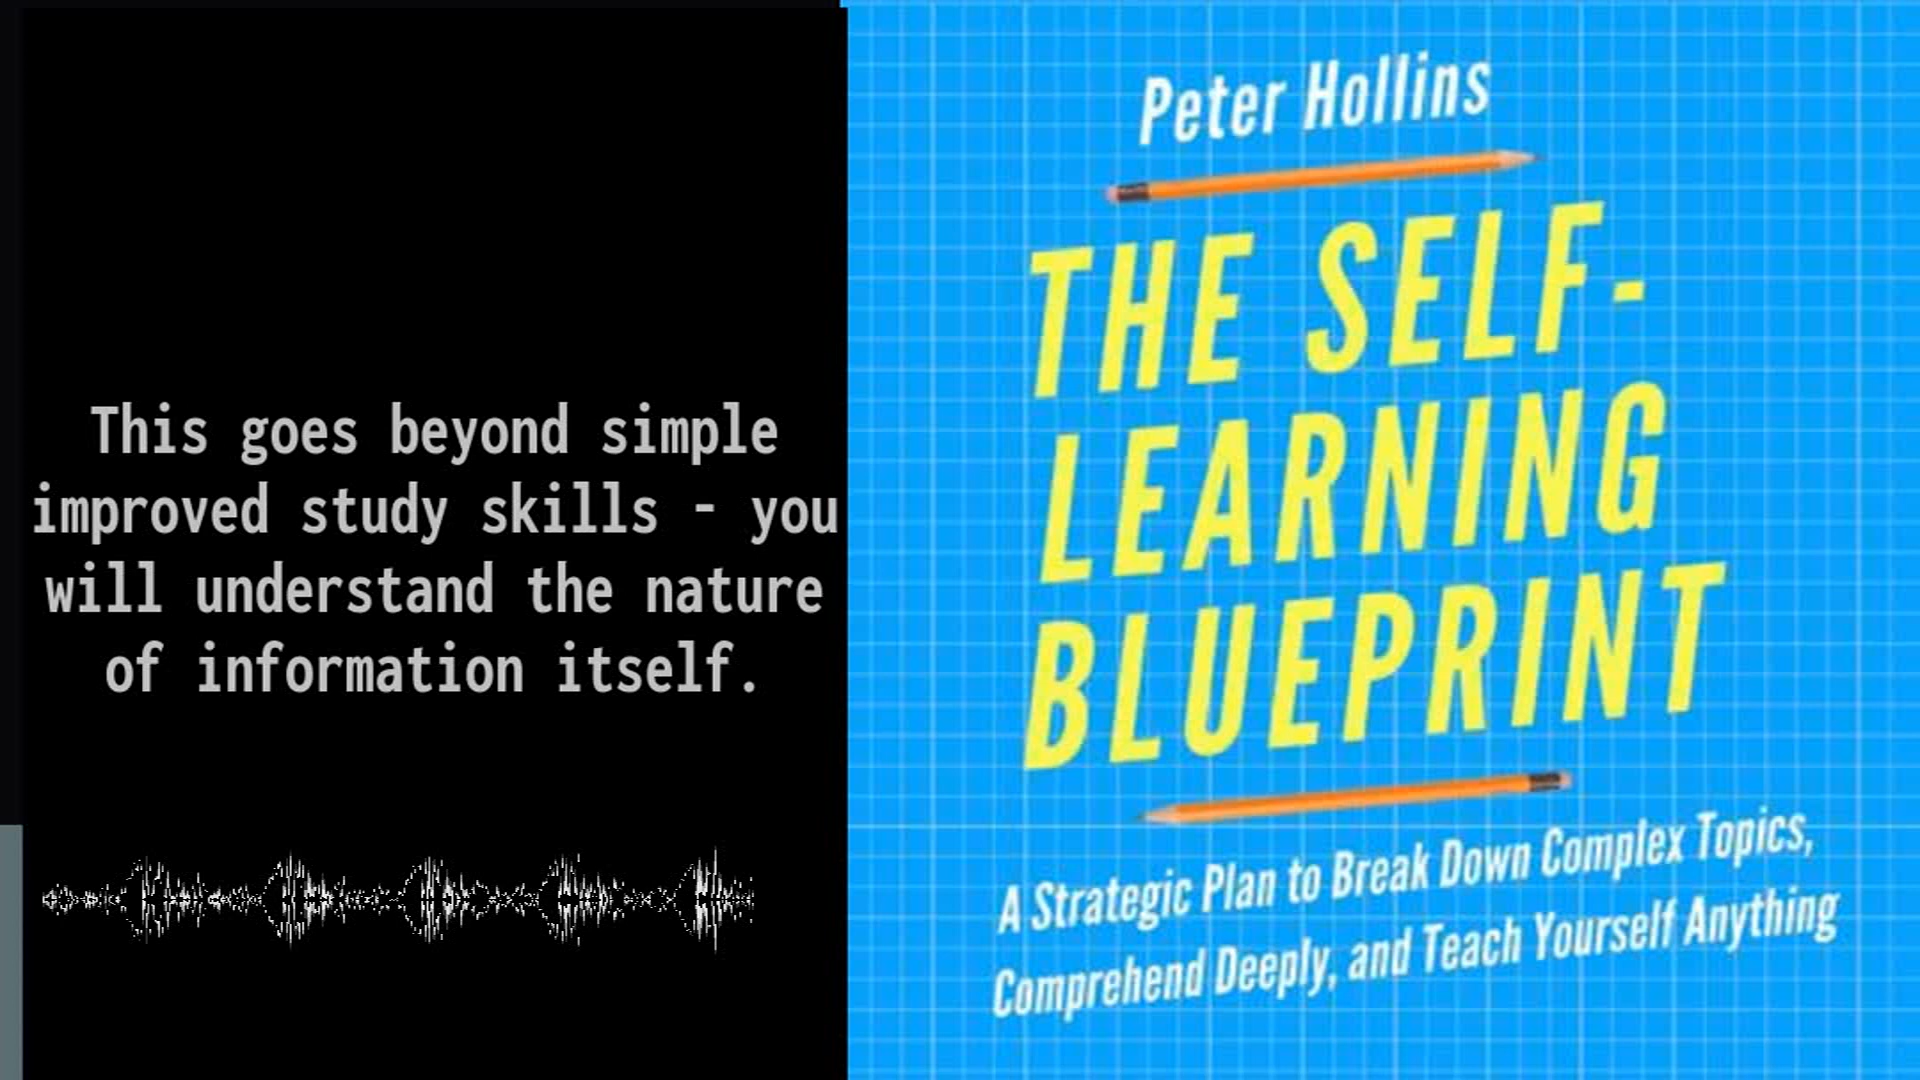 This goes beyond simple
improved study skills - you
will understand the nature
of information itself.
Peter Hollins
THE SELF-
LEARNING
BLUEPRINT
A Strategic Plan to Break Down Complex Topics,
Comprehend Deeply, and Teach Yourself Anything